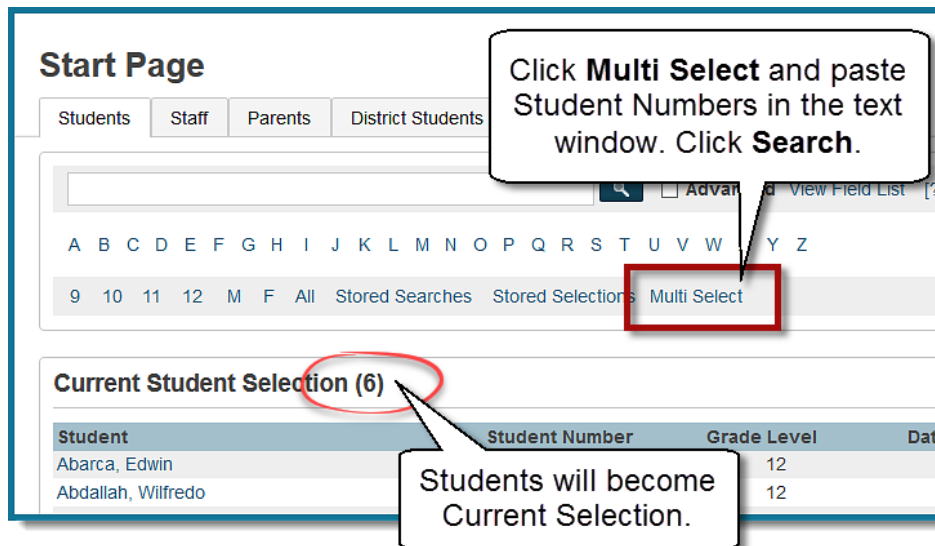 Start Page
Click Multi Select and paste
Student Numbers in the text
window. Click Search.
Students Staff Parents District Students
Advanced View Field List [?
A B C D E F G H I J K L M N O P Q R S T U V W Y Z
9 10 11 12 M F All Stored Searches Stored Selections Multi Select
Current Student Selection (6)
Student Student Number Grade Level Dat
Abarca, Edwin 12
Abdallah, Wilfredo 12
Students will become
Current Selection.